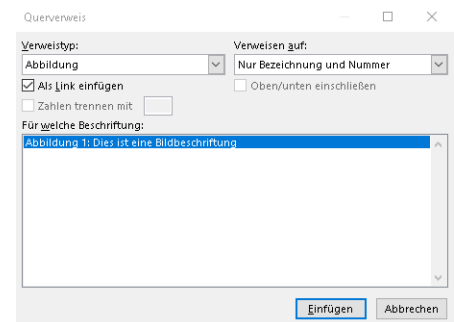 Querverweis
Verweistyp: Verweisen auf:
Abbildung Nur Bezeichnung und Nummer
Als Link einfügen Oben/unten einschließen
Zahlen trennen mit
Für welche Beschriftung:
Abbildung 1: Dies ist eine Bildbeschriftung
Einfügen Abbrechen